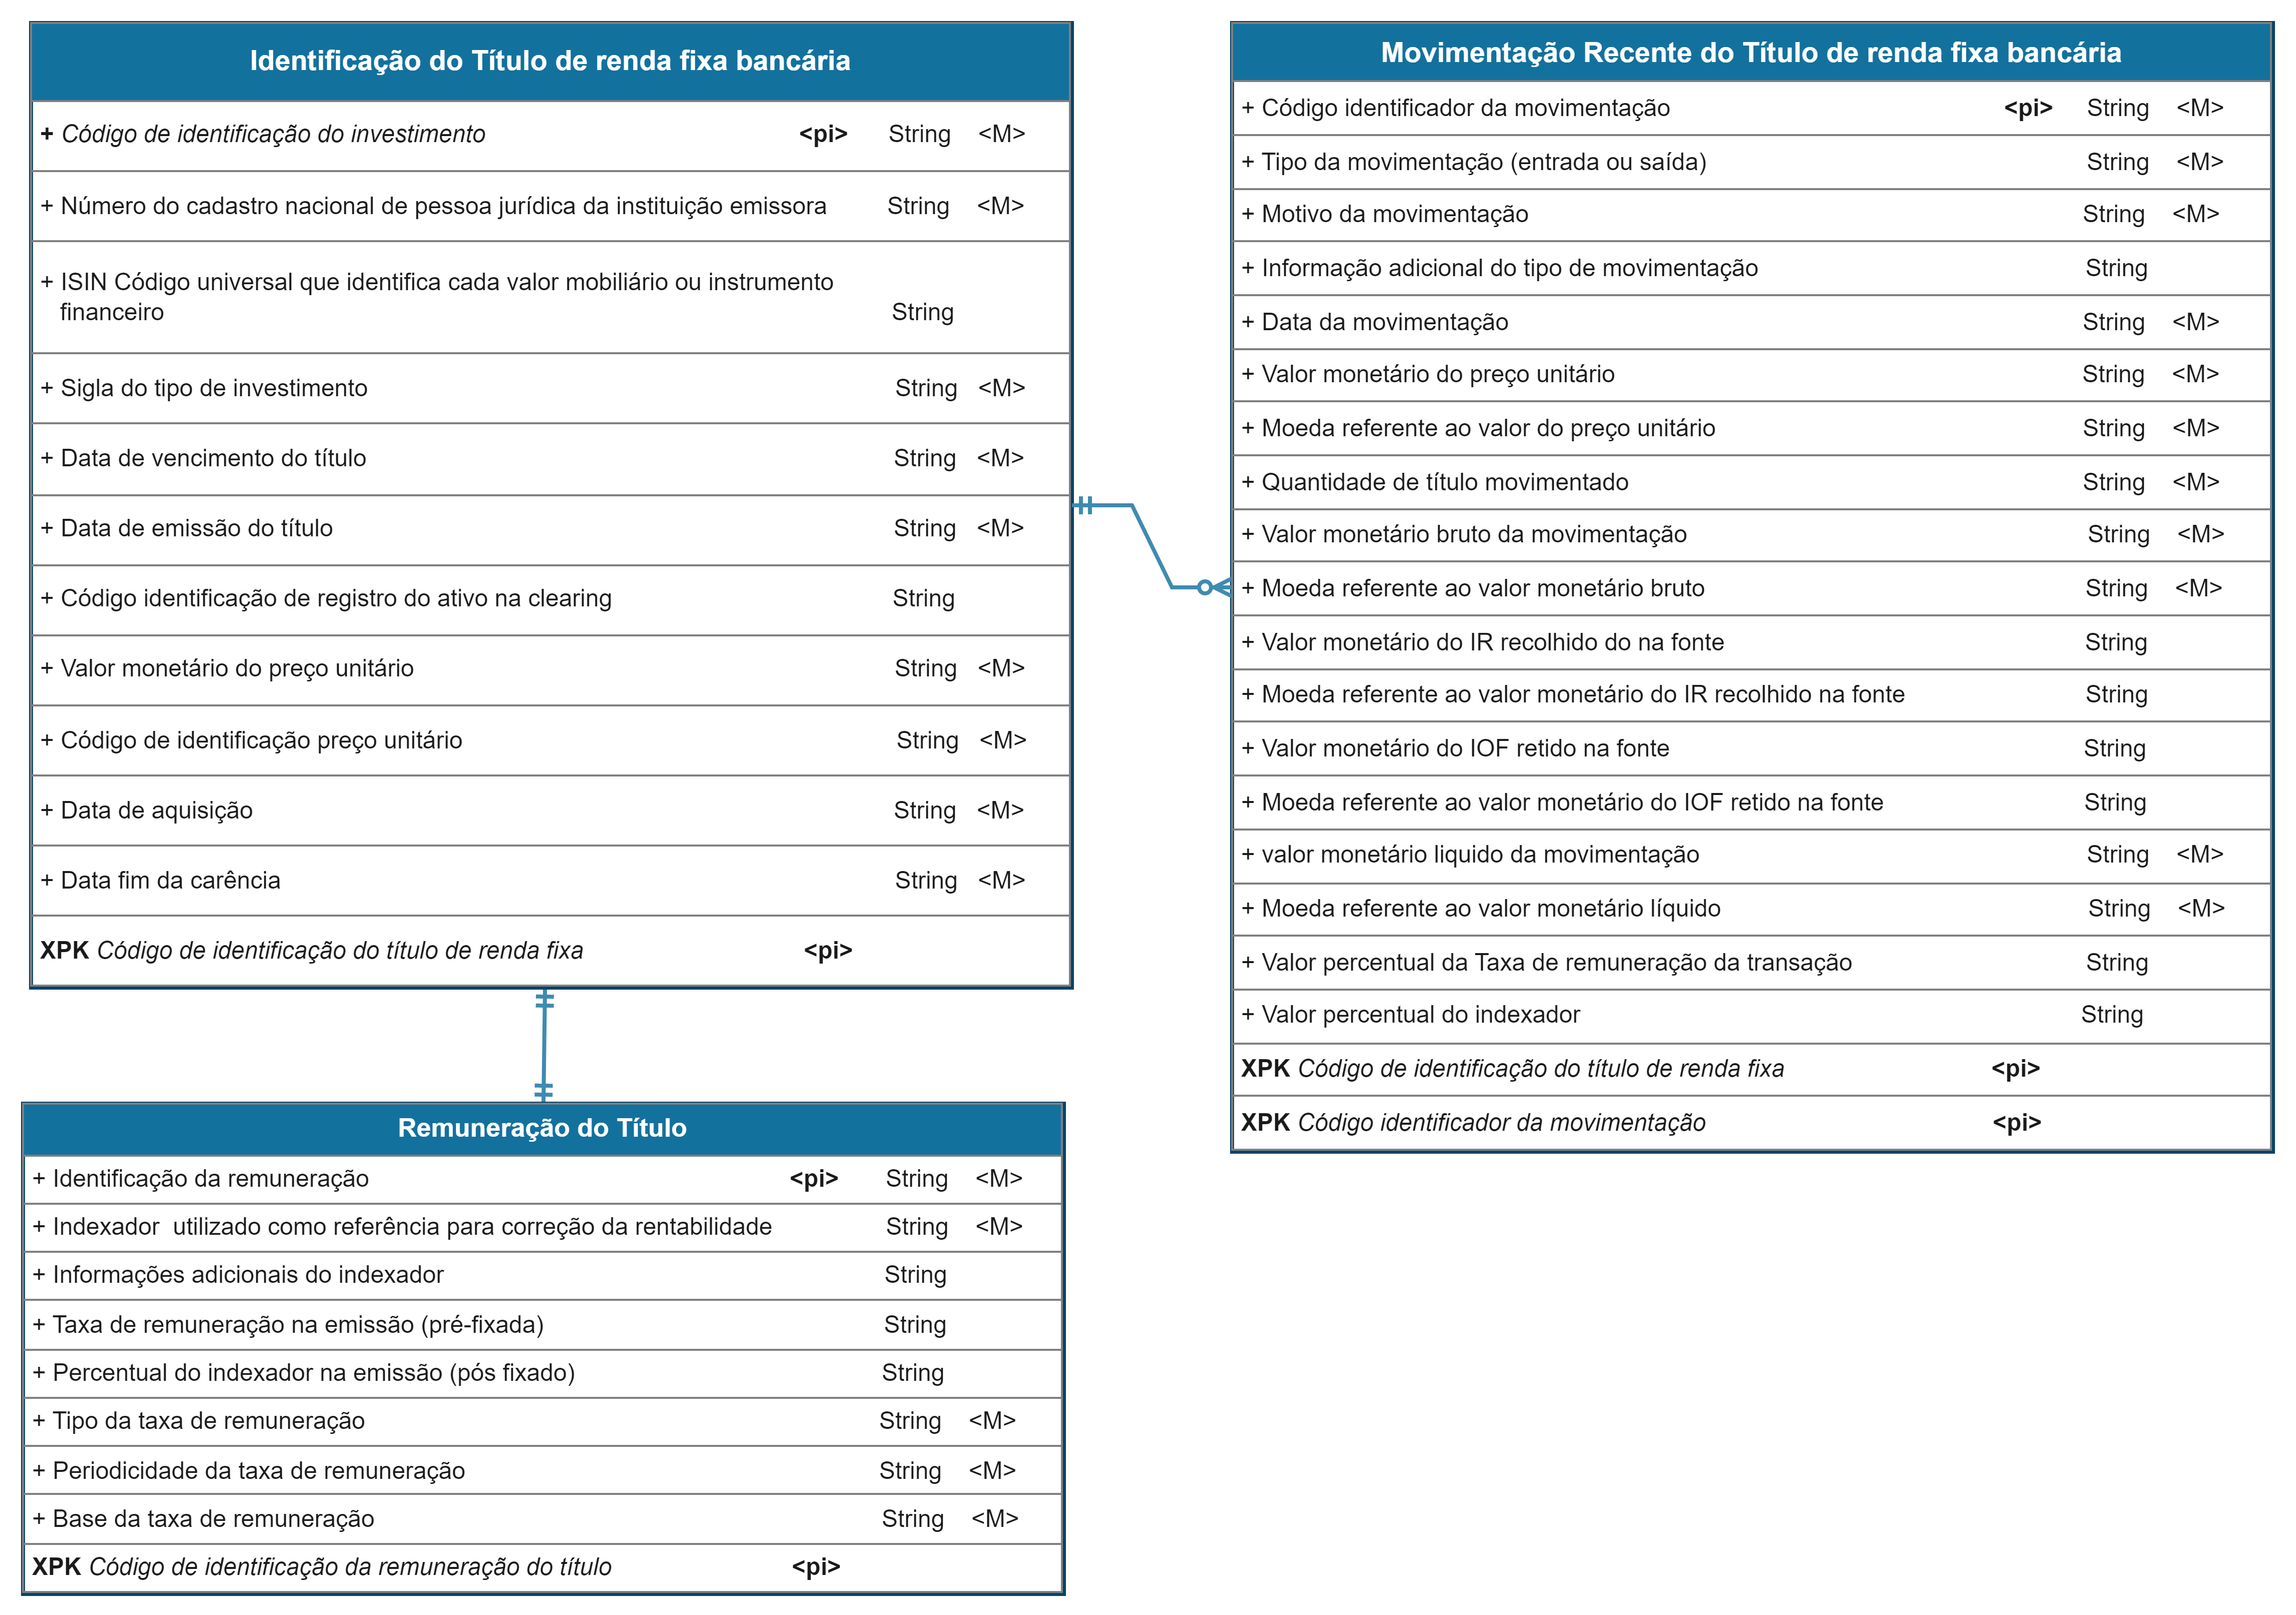 Identificação do Título de renda fixa bancária
+ Código de identificação do investimento <pi> String <M>
+ Número do cadastro nacional de pessoa jurídica da instituição emissora String <M>
+ ISIN Código universal que identifica cada valor mobiliário ou instrumento
financeiro String
+ Sigla do tipo de investimento String <M>
+ Data de vencimento do título String <M>
+ Data de emissão do título String <M>
+ Código identificação de registro do ativo na clearing String
+ Valor monetário do preço unitário String <M>
+ Código de identificação preço unitário String <M>
+ Data de aquisição String <M>
+ Data fim da carência String <M>
XPK Código de identificação do título de renda fixa <pi>
Movimentação Recente do Título de renda fixa bancária
+ Código identificador da movimentação <pi> String <M>
+ Tipo da movimentação (entrada ou saída) String <M>
+ Motivo da movimentação String <M>
+ Informação adicional do tipo de movimentação String
+ Data da movimentação String <M>
+ Valor monetário do preço unitário String <M>
+ Moeda referente ao valor do preço unitário String <M>
+ Quantidade de título movimentado String <M>
+ Valor monetário bruto da movimentação String <M>
+ Moeda referente ao valor monetário bruto String <M>
+ Valor monetário do IR recolhido do na fonte String
+ Moeda referente ao valor monetário do IR recolhido na fonte String
+ Valor monetário do IOF retido na fonte String
+ Moeda referente ao valor monetário do IOF retido na fonte String
+ valor monetário liquido da movimentação String <M>
+ Moeda referente ao valor monetário líquido String <M>
+ Valor percentual da Taxa de remuneração da transação String
+ Valor percentual do indexador String
XPK Código de identificação do título de renda fixa <pi>
XPK Código identificador da movimentação <pi>
Remuneração do Título
+ Identificação da remuneração <pi> String <M>
+ Indexador  utilizado como referência para correção da rentabilidade String <M>
+ Informações adicionais do indexador String
+ Taxa de remuneração na emissão (pré-fixada) String
+ Percentual do indexador na emissão (pós fixado) String
+ Tipo da taxa de remuneração String <M>
+ Periodicidade da taxa de remuneração String <M>
+ Base da taxa de remuneração String <M>
XPK Código de identificação da remuneração do título <pi>